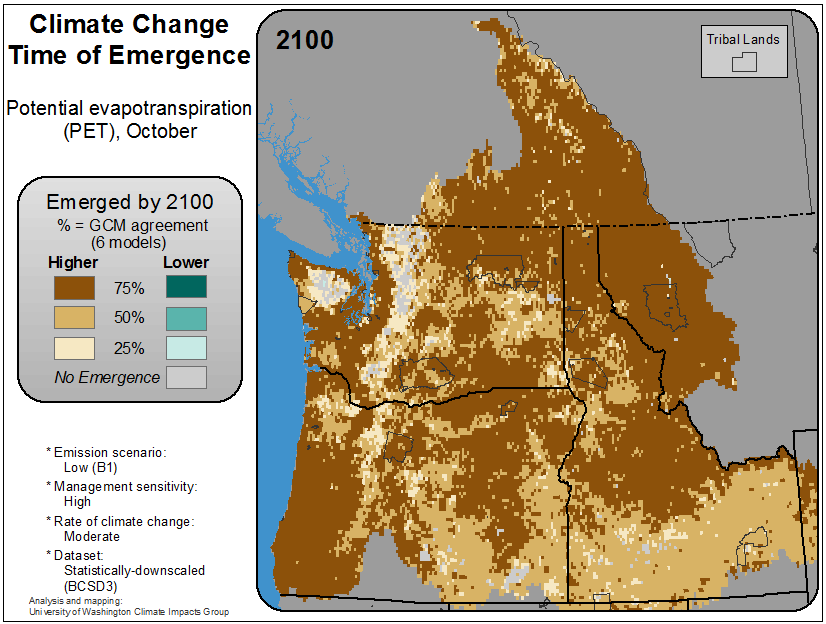 Climate Change
Time of Emergence
Potential evapotranspiration
(PET), October
Emerged by 2100
% = GCM agreement
(6 models)
Higher
Lower
75%
50%
25%
No Emergence
* Emission scenario:
Low (B1)
* Management sensitivity:
High
* Rate of climate change:
Moderate
* Dataset:
Statistically-downscaled
(BCSD3)
Analysis and mapping:
University of Washington Climate Impacts Group
2100
Tribal Lands